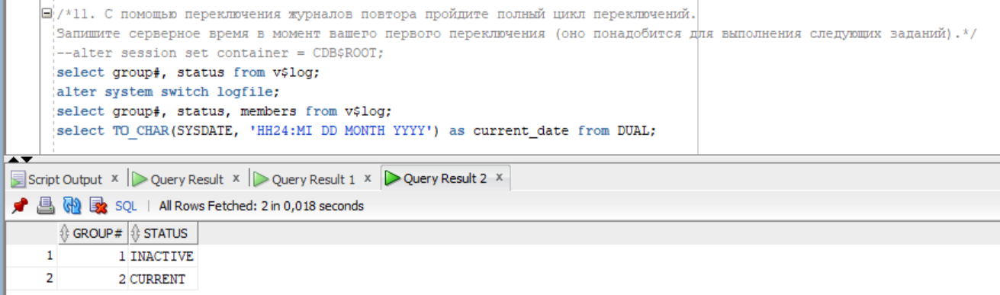 /*11. С помощью переключения журналов повтора пройдите полный цикл переключений.
Запишите серверное время в момент вашего первого переключения (оно понадобится для выполнения следующих заданий).*/
--alter session set container = CDB$ROOT;
select group#, status from v$log;
alter system switch logfile;
select group#, status, members from v$log;
select TO_CHAR(SYSDATE, 'HH24:MI DD MONTH YYYY') as current_date from DUAL;
Script Output x Query Result x Query Result 1 x Query Result 2 x
SQL | All Rows Fetched: 2 in 0,018 seconds
GROUP# STATUS
1 1 INACTIVE
2 2 CURRENT